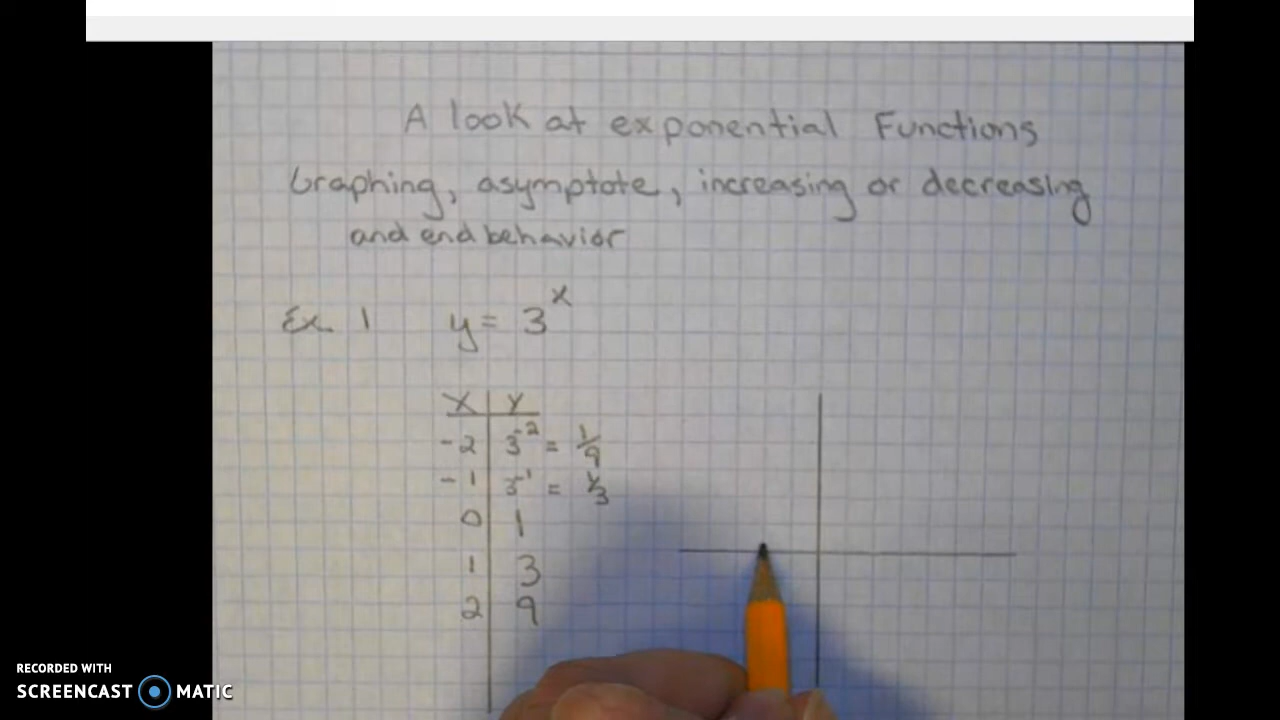 A look at exponential Functions
Graphing, asymptote, increasing or decreasing
and end behavior
Ex. 1 y = 3^x
X Y
-2 3^-2 = 1/9
-1 3^-1 = 1/3
0 1
1 3
2 9
RECORDED WITH
SCREENCAST MATIC